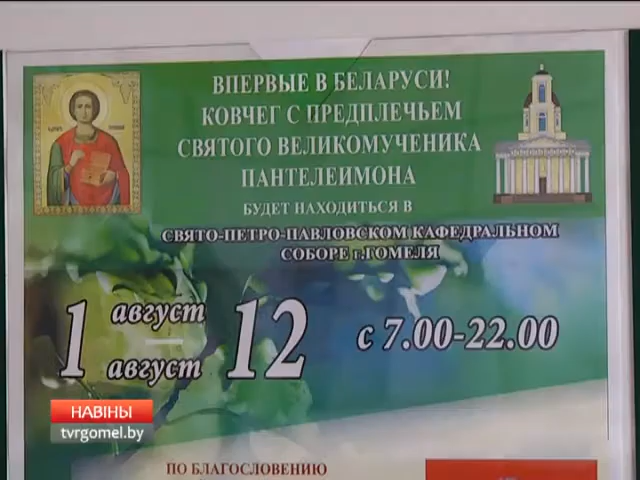 ВПЕРВЫЕ В БЕЛАРУСИ!
КОВЧЕГ С ПРЕДПЛЕЧЬЕМ
СВЯТОГО ВЕЛИКОМУЧЕНИКА
ПАНТЕЛЕИМОНА
БУДЕТ НАХОДИТЬСЯ В
СВЯТО-ПЕТРО-ПАВЛОВСКОМ КАФЕДРАЛЬНОМ
СОБОРЕ г.ГОМЕЛЯ
1 август
август 12
с 7.00-22.00
НАВІНЫ
tvrgomel.by
ПО БЛАГОСЛОВЕНИЮ